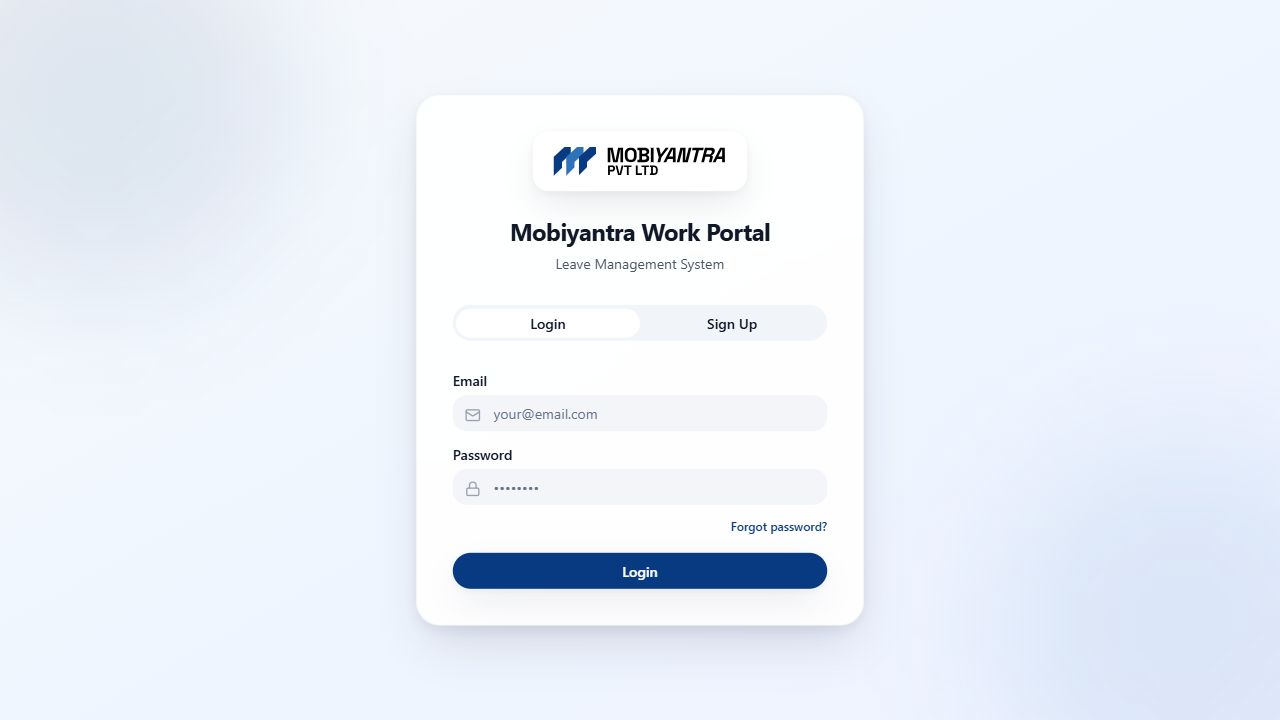 MOBIYANTRA
PVT LTD
Mobiyantra Work Portal
Leave Management System
Login
Sign Up
Email
your@email.com
Password
••••••••
Forgot password?
Login